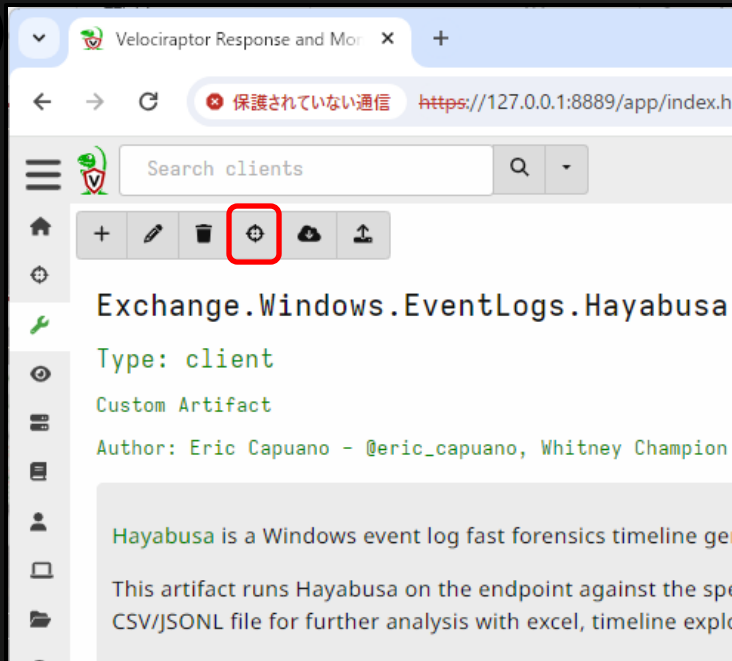 Velociraptor Response and Mor
保護されていない通信 https://127.0.0.1:8889/app/index.h
Search clients
Exchange.Windows.EventLogs.Hayabusa
Type: client
Custom Artifact
Author: Eric Capuano - @eric_capuano, Whitney Champion
Hayabusa is a Windows event log fast forensics timeline ge
This artifact runs Hayabusa on the endpoint against the spe
CSV/JSONL file for further analysis with excel, timeline explo